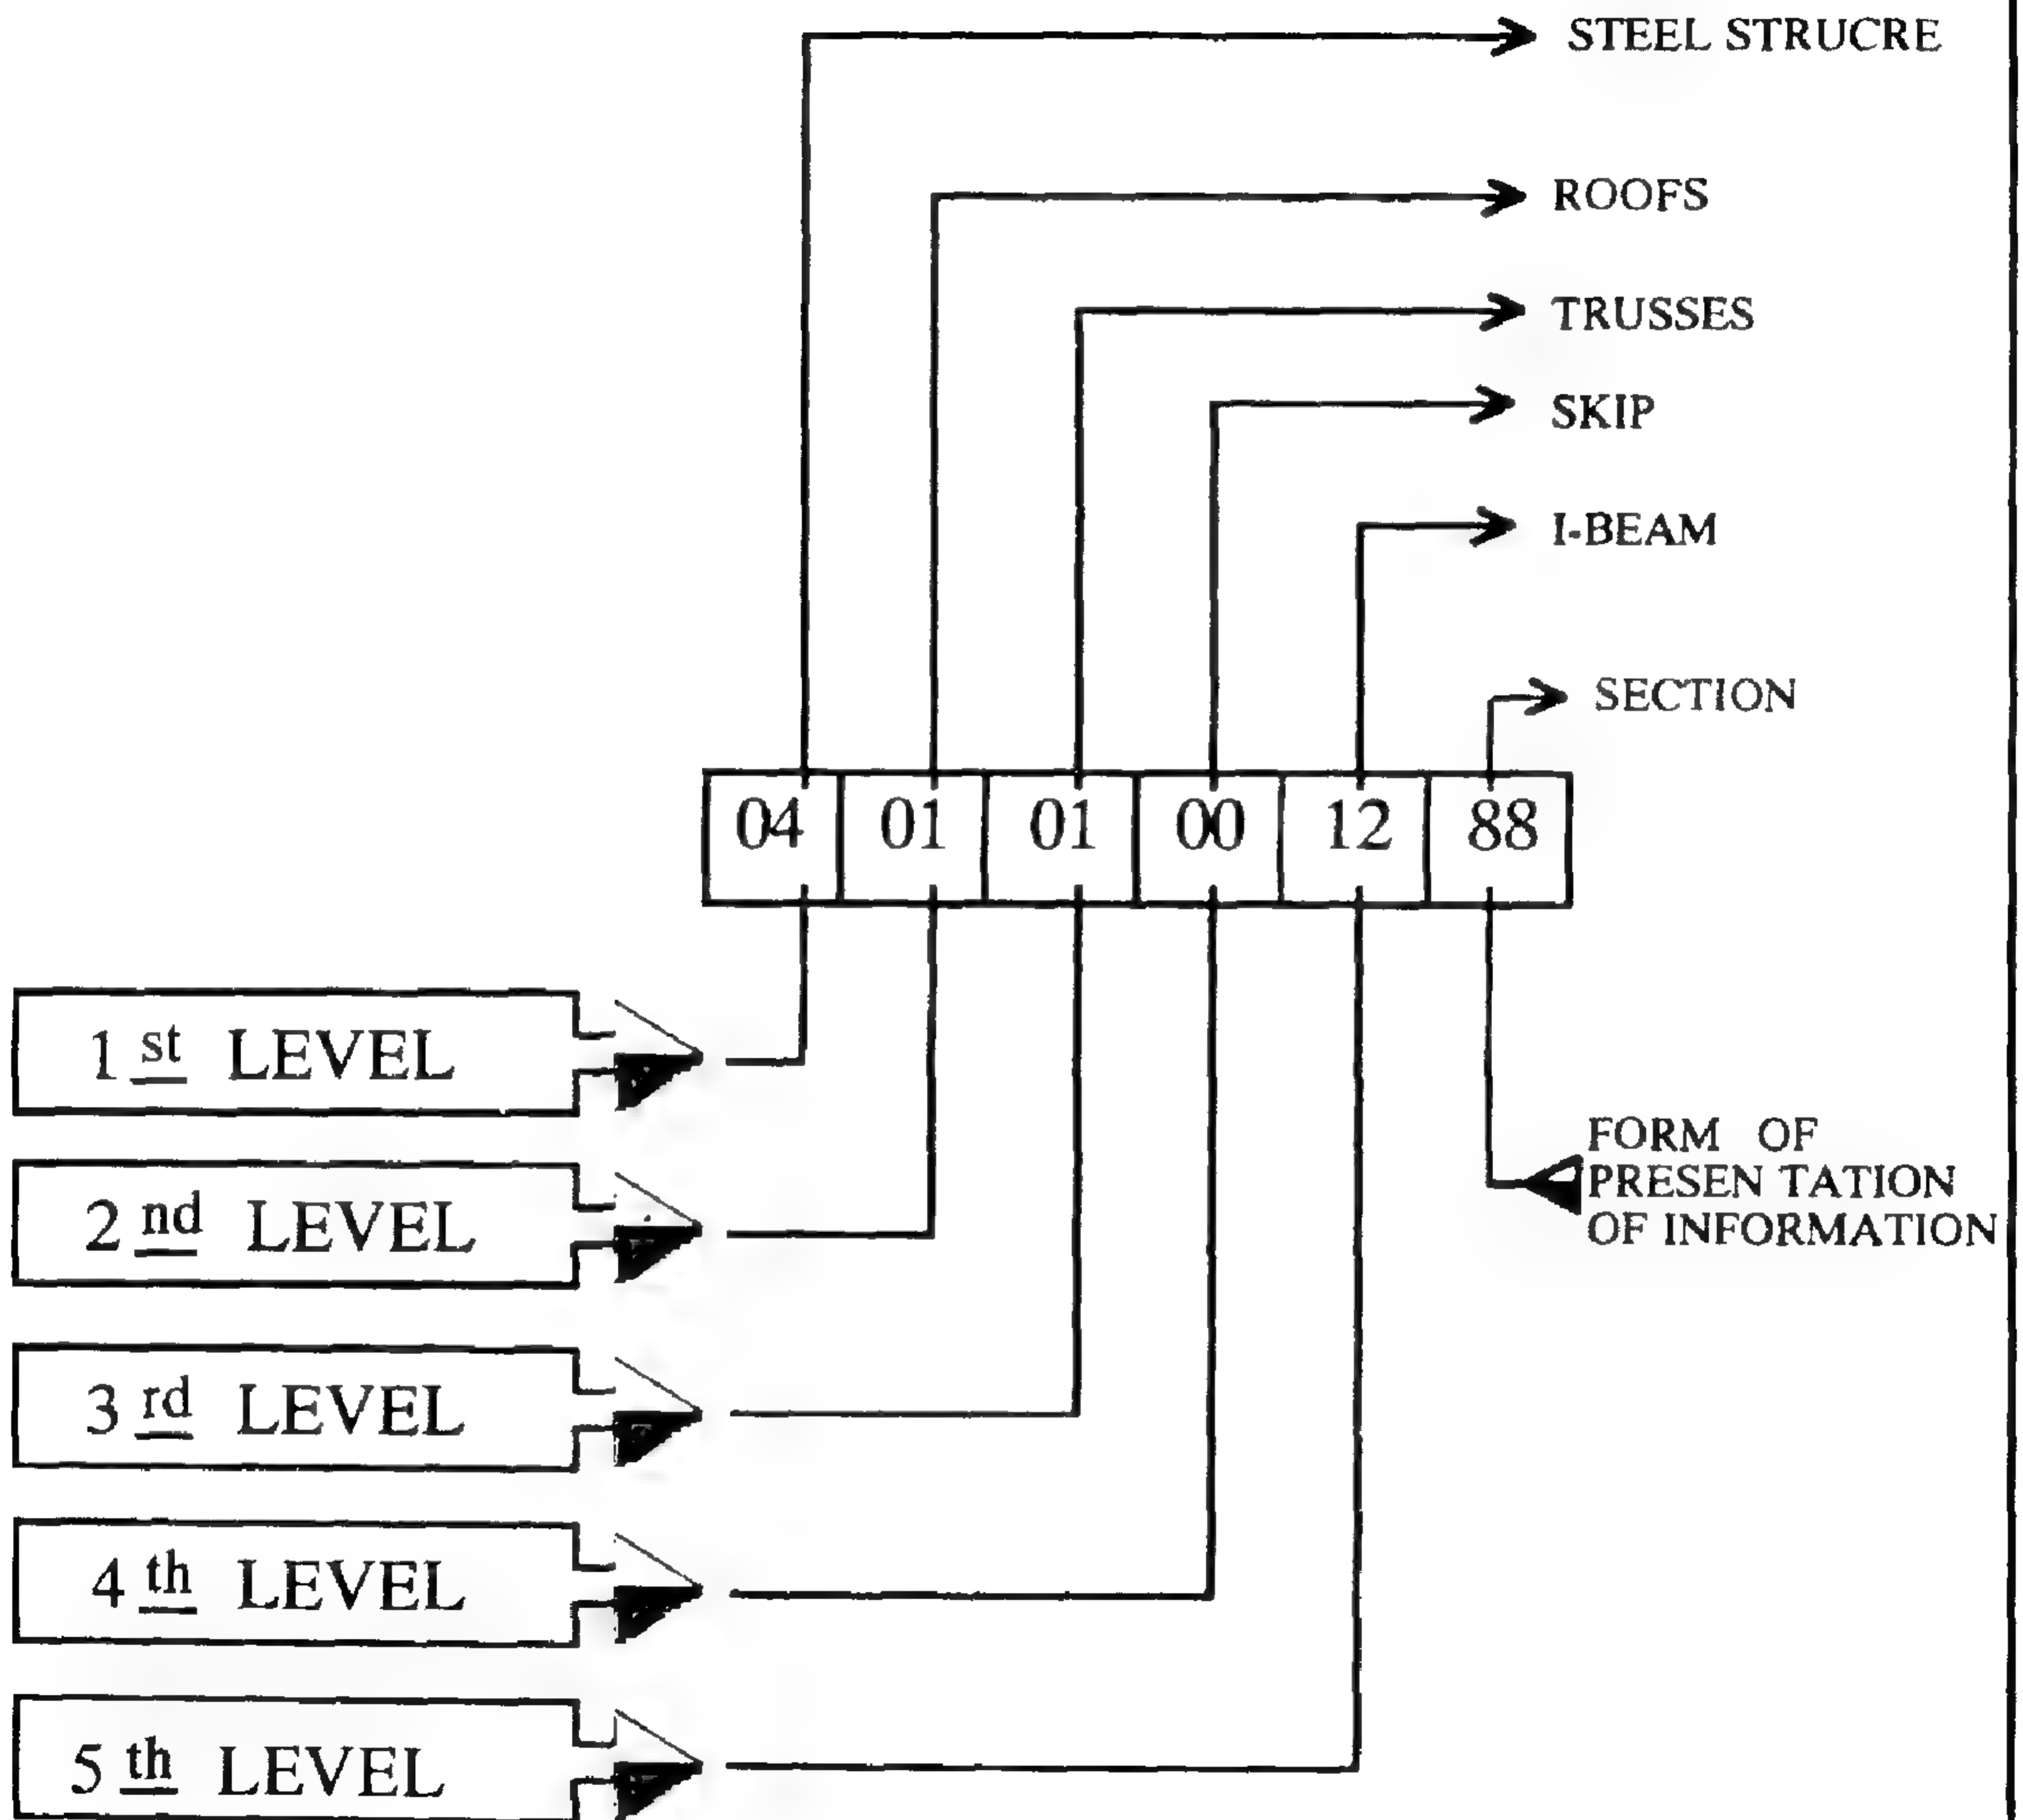 STEEL STRUCRE
ROOFS
TRUSSES
SKIP
I-BEAM
SECTION
04 01 01 00 12 88
1 st LEVEL
2 nd LEVEL
3 rd LEVEL
4 th LEVEL
5 th LEVEL
FORM OF
PRESEN TATION
OF INFORMATION